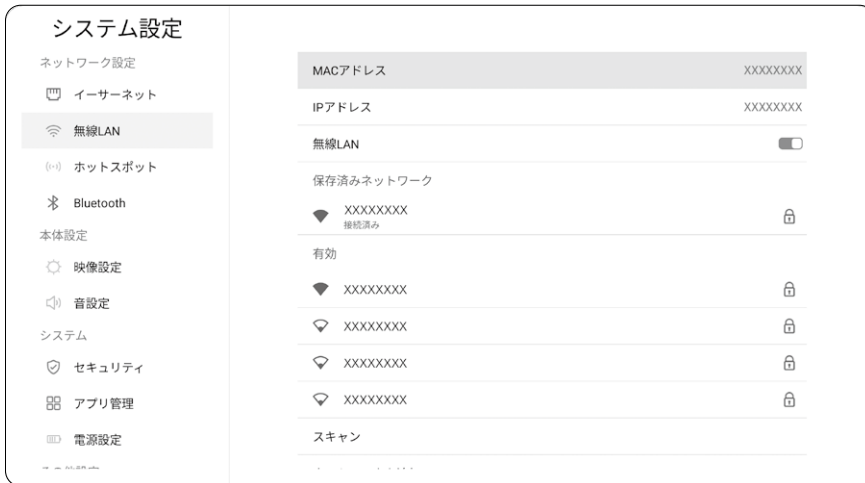 システム設定
ネットワーク設定
イーサーネット
無線LAN
ホットスポット
Bluetooth
本体設定
映像設定
音設定
システム
セキュリティ
アプリ管理
電源設定
MACアドレス XXXXXXXX
IPアドレス XXXXXXXX
無線LAN
保存済みネットワーク
XXXXXXXX
接続済み
有効
XXXXXXXX
XXXXXXXX
XXXXXXXX
XXXXXXXX
スキャン